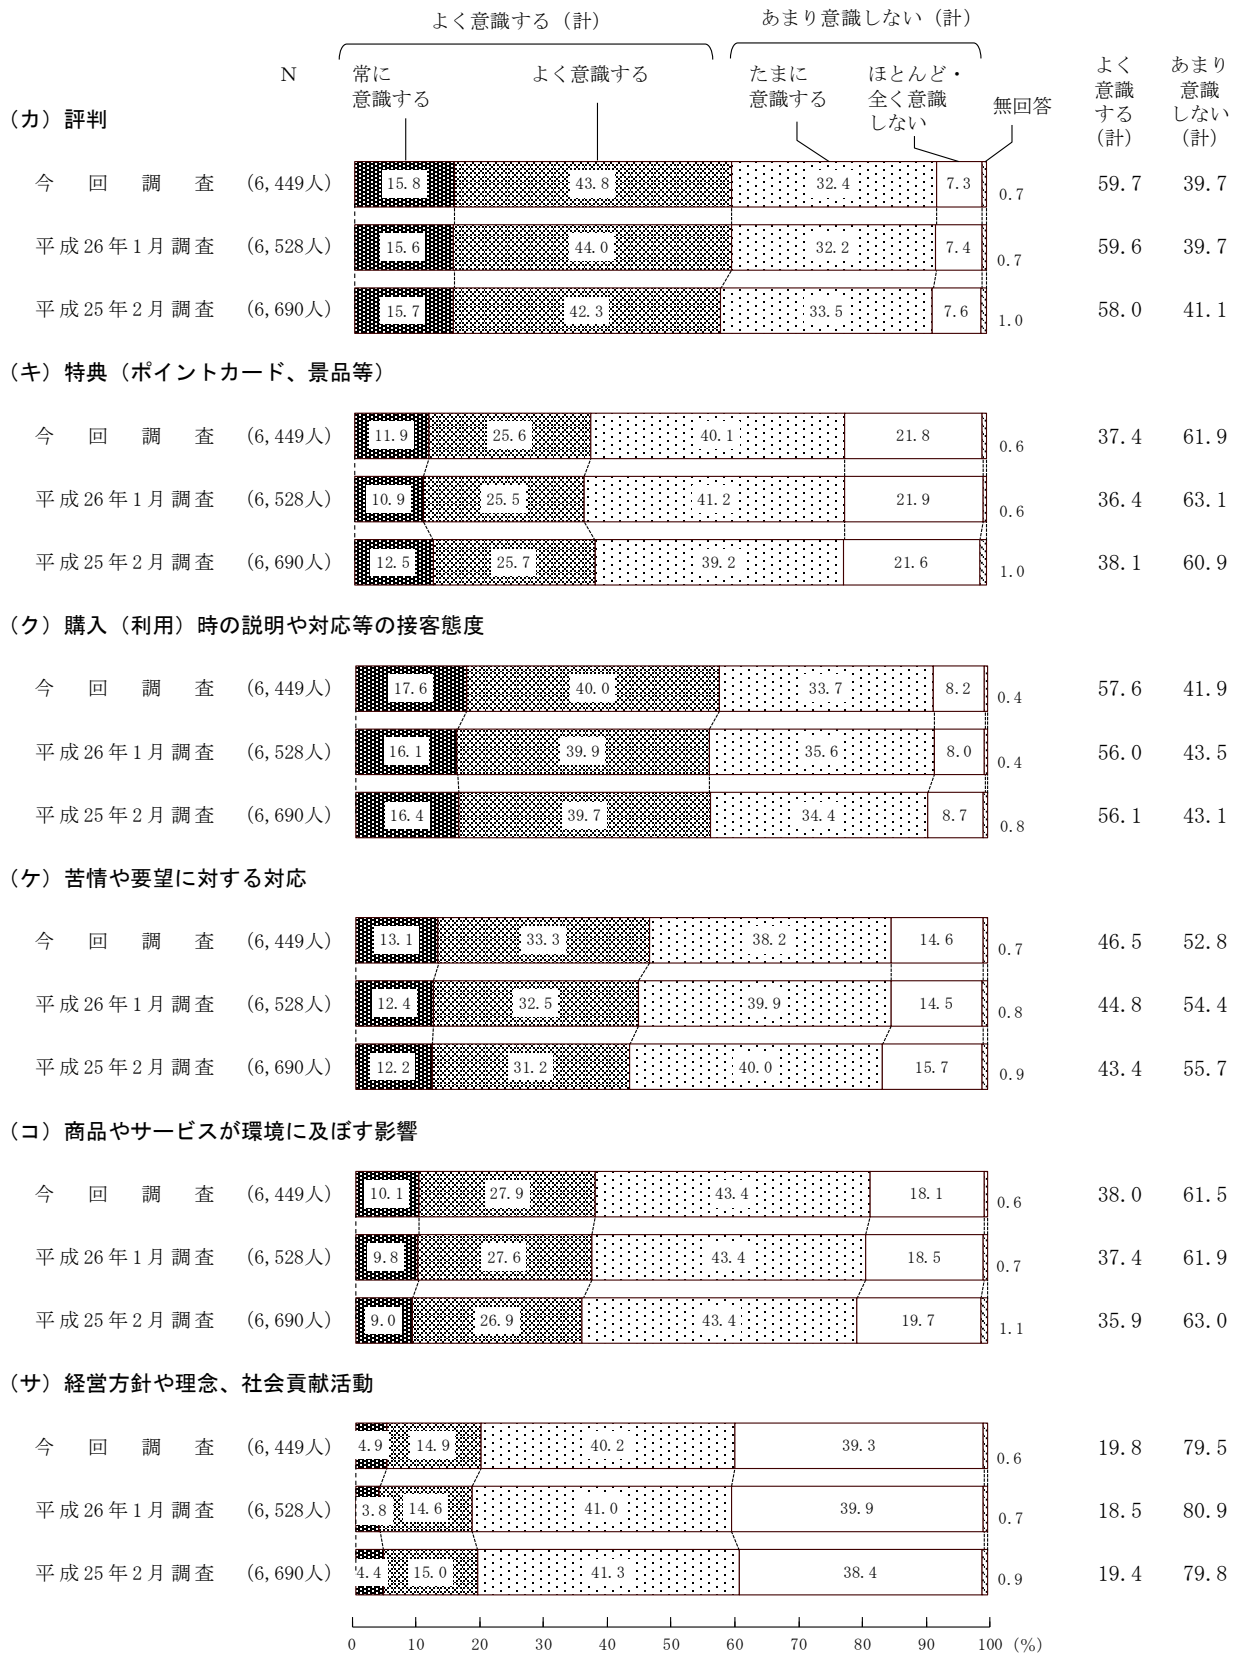 よく意識する（計）　あまり意識しない（計）
N　常に意識する　よく意識する　たまに意識する　ほとんど・全く意識しない　無回答　よく意識する（計）　あまり意識しない（計）
（カ）評判
今回調査 (6,449人) 15.8 43.8 32.4 7.3 0.7 59.7 39.7
平成26年1月調査 (6,528人) 15.6 44.0 32.2 7.4 0.7 59.6 39.7
平成25年2月調査 (6,690人) 15.7 42.3 33.5 7.6 1.0 58.0 41.1
（キ）特典（ポイントカード、景品等）
今回調査 (6,449人) 11.9 25.6 40.1 21.8 0.6 37.4 61.9
平成26年1月調査 (6,528人) 10.9 25.5 41.2 21.9 0.6 36.4 63.1
平成25年2月調査 (6,690人) 12.5 25.7 39.2 21.6 1.0 38.1 60.9
（ク）購入（利用）時の説明や対応等の接客態度
今回調査 (6,449人) 17.6 40.0 33.7 8.2 0.4 57.6 41.9
平成26年1月調査 (6,528人) 16.1 39.9 35.6 8.0 0.4 56.0 43.5
平成25年2月調査 (6,690人) 16.4 39.7 34.4 8.7 0.8 56.1 43.1
（ケ）苦情や要望に対する対応
今回調査 (6,449人) 13.1 33.3 38.2 14.6 0.7 46.5 52.8
平成26年1月調査 (6,528人) 12.4 32.5 39.9 14.5 0.8 44.8 54.4
平成25年2月調査 (6,690人) 12.2 31.2 40.0 15.7 0.9 43.4 55.7
（コ）商品やサービスが環境に及ぼす影響
今回調査 (6,449人) 10.1 27.9 43.4 18.1 0.6 38.0 61.5
平成26年1月調査 (6,528人) 9.8 27.6 43.4 18.5 0.7 37.4 61.9
平成25年2月調査 (6,690人) 9.0 26.9 43.4 19.7 1.1 35.9 63.0
（サ）経営方針や理念、社会貢献活動
今回調査 (6,449人) 4.9 14.9 40.2 39.3 0.6 19.8 79.5
平成26年1月調査 (6,528人) 3.8 14.6 41.0 39.9 0.7 18.5 80.9
平成25年2月調査 (6,690人) 4.4 15.0 41.3 38.4 0.9 19.4 79.8
0 10 20 30 40 50 60 70 80 90 100 (%)